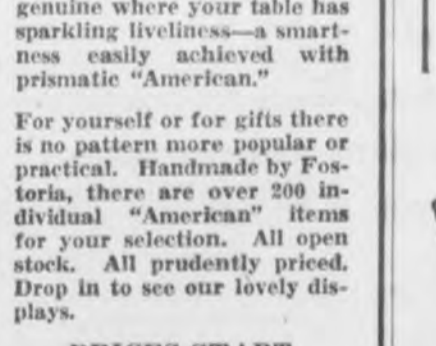 genuine where your table has
sparkling liveliness—a smart-
ness easily achieved with
prismatic "American."
For yourself or for gifts there
is no pattern more popular or
practical. Handmade by Fos-
toria, there are over 200 in-
dividual "American" items
for your selection. All open
stock. All prudently priced.
Drop in to see our lovely dis-
plays.
PRICES START